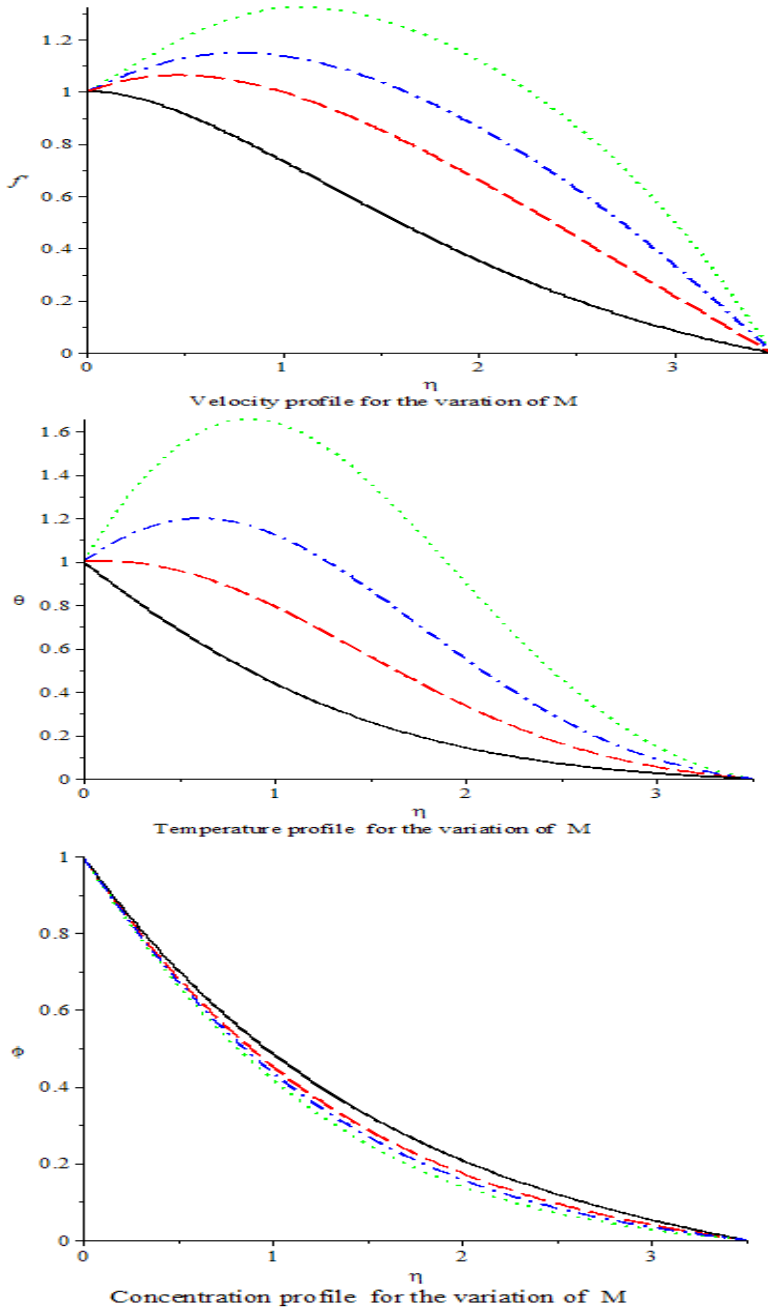 1.2
1
0.8
0.6
0.4
0.2
0
0 1 2 3
η
Velocity profile for the varation of M
1.6
1.4
1.2
1
θ
0.8
0.6
0.4
0.2
0
0 1 2 3
η
Temperature profile for the variation of M
1
0.8
0.6
0.4
0.2
0
0 1 2 3
η
Concentration profile for the variation of M